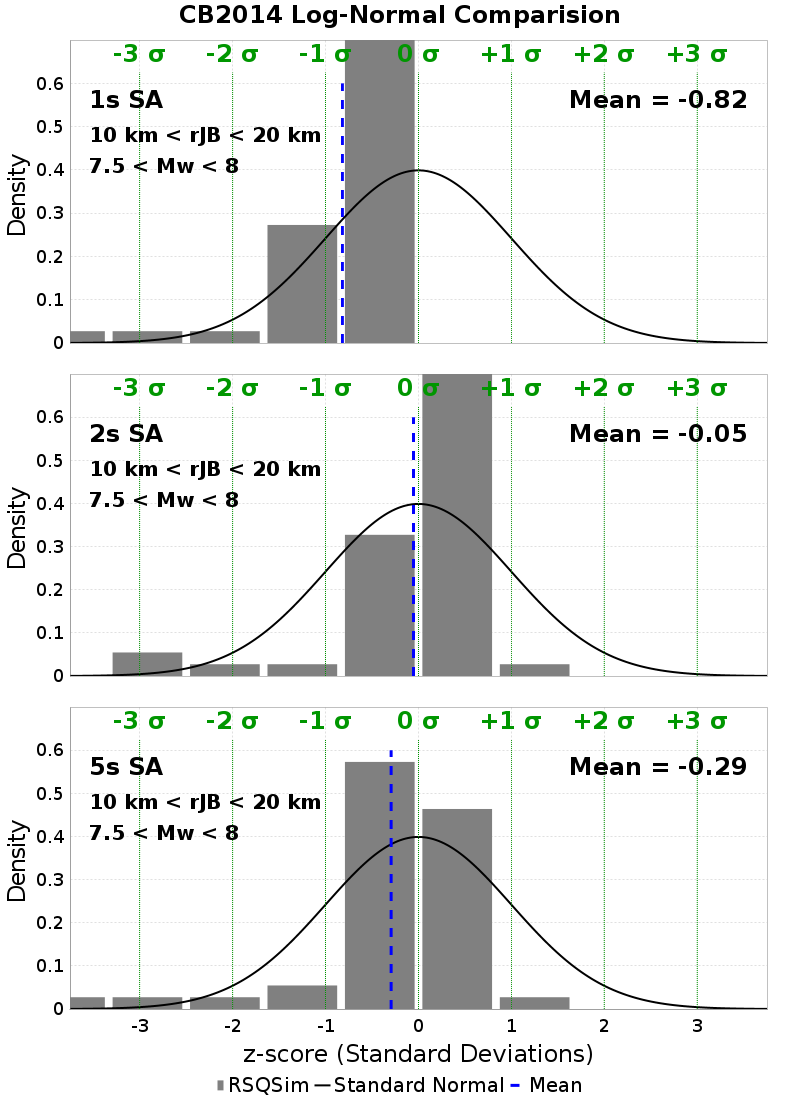 CB2014 Log-Normal Comparision
-3 σ -2 σ -1 σ 0 σ +1 σ +2 σ +3 σ
0.6
1s SA
Mean = -0.82
0.5
10 km < rJB < 20 km
7.5 < Mw < 8
0.4
Density
0.3
0.2
0.1
0
-3 σ -2 σ -1 σ 0 σ +1 σ +2 σ +3 σ
0.6
2s SA
Mean = -0.05
0.5
10 km < rJB < 20 km
7.5 < Mw < 8
0.4
Density
0.3
0.2
0.1
0
-3 σ -2 σ -1 σ 0 σ +1 σ +2 σ +3 σ
0.6
5s SA
Mean = -0.29
0.5
10 km < rJB < 20 km
7.5 < Mw < 8
0.4
Density
0.3
0.2
0.1
0
-3 -2 -1 0 1 2 3
z-score (Standard Deviations)
RSQSim Standard Normal Mean